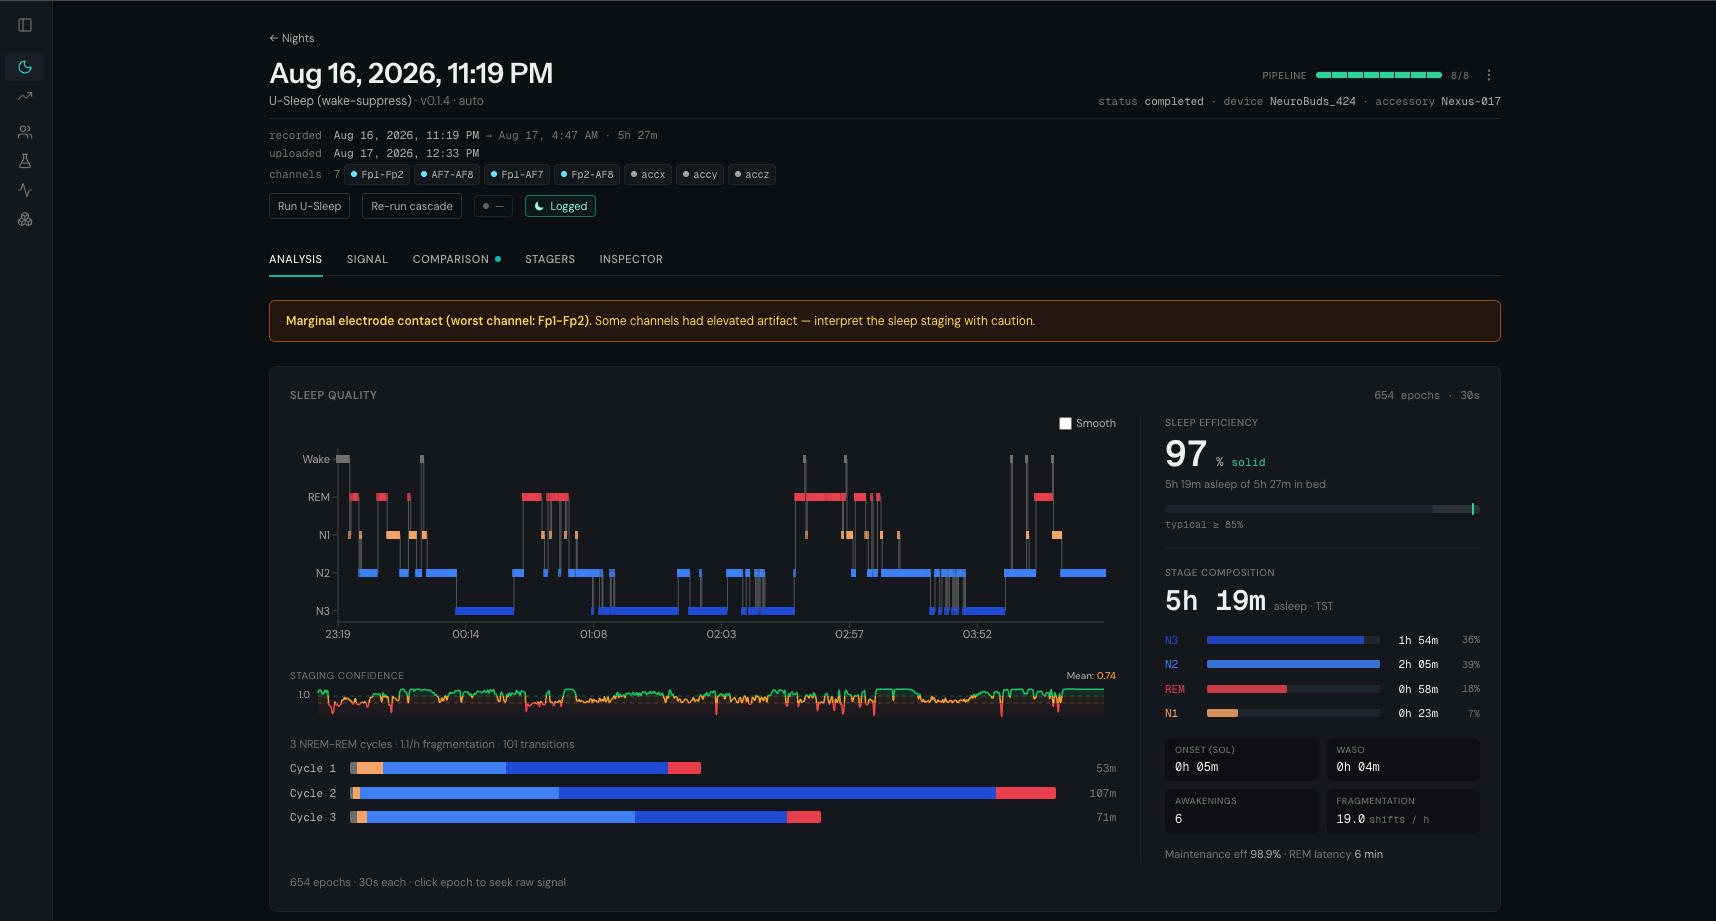 ← Nights
Aug 16, 2026, 11:19 PM
PIPELINE 8/8
U-Sleep (wake-suppress) · v0.1.4 · auto
status completed · device NeuroBuds_424 · accessory Nexus-017
recorded Aug 16, 2026, 11:19 PM → Aug 17, 4:47 AM · 5h 27m
uploaded Aug 17, 2026, 12:33 PM
channels 7 Fp1-Fp2 AF7-AF8 Fp1-AF7 Fp2-AF8 accx accy accz
Run U-Sleep Re-run cascade — Logged
ANALYSIS SIGNAL COMPARISON STAGERS INSPECTOR
Marginal electrode contact (worst channel: Fp1-Fp2). Some channels had elevated artifact — interpret the sleep staging with caution.
SLEEP QUALITY
654 epochs · 30s
Smooth
Wake
REM
N1
N2
N3
23:19 00:14 01:08 02:03 02:57 03:52
STAGING CONFIDENCE
Mean: 0.74
1.0
3 NREM-REM cycles · 1.1/h fragmentation · 101 transitions
Cycle 1 53m
Cycle 2 107m
Cycle 3 71m
654 epochs · 30s each · click epoch to seek raw signal
SLEEP EFFICIENCY
97 % solid
5h 19m asleep of 5h 27m in bed
typical ≥ 85%
STAGE COMPOSITION
5h 19m asleep · TST
N3 1h 54m 36%
N2 2h 05m 39%
REM 0h 58m 18%
N1 0h 23m 7%
ONSET (SOL)
0h 05m
WASO
0h 04m
AWAKENINGS
6
FRAGMENTATION
19.0 shifts / h
Maintenance eff 98.9% · REM latency 6 min